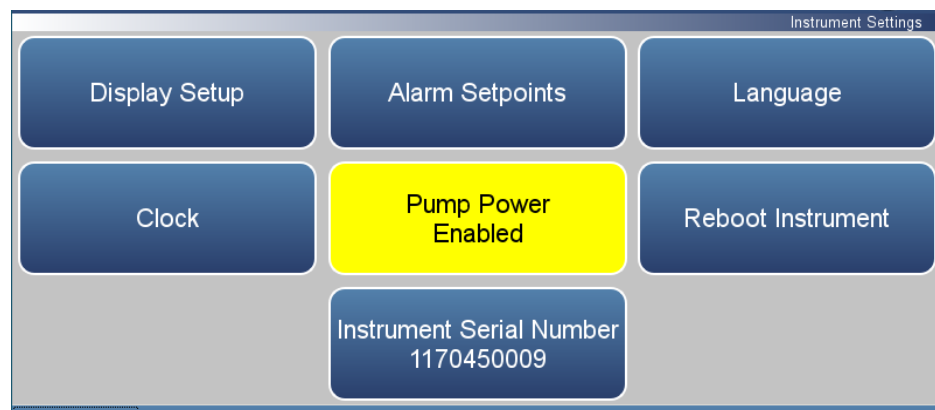 Instrument Settings
Display Setup
Alarm Setpoints
Language
Clock
Pump Power
Enabled
Reboot Instrument
Instrument Serial Number
1170450009